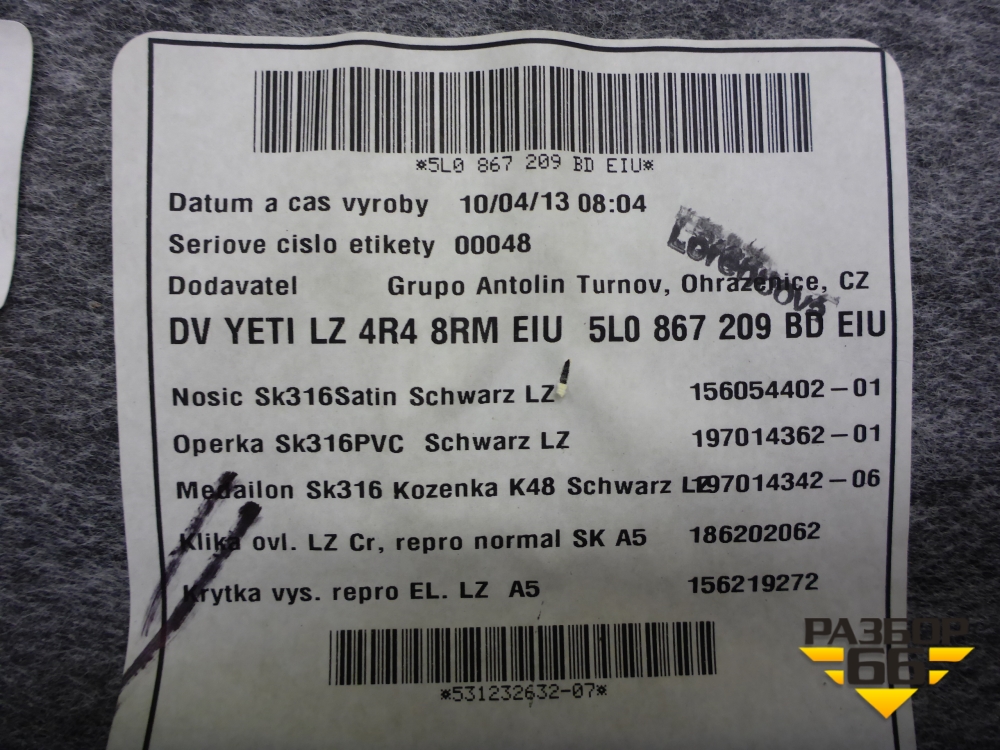 *5L0 867 209 BD EIU*
Datum a cas vyroby 10/04/13 08:04
Seriove cislo etikety 00048
Dodavatel Grupo Antolin Turnov, Ohrazenice, CZ
DV YETI LZ 4R4 8RM EIU 5L0 867 209 BD EIU
Nosic Sk316Satin Schwarz LZ 156054402-01
Operka Sk316PVC Schwarz LZ 197014362-01
Medailon Sk316 Kozenka K48 Schwarz LZ 197014342-06
Klika ovl. LZ Cr, repro normal SK A5 186202062
Krytka vys. repro EL. LZ A5 156219272
*531232632-07*
РАЗБОР
66